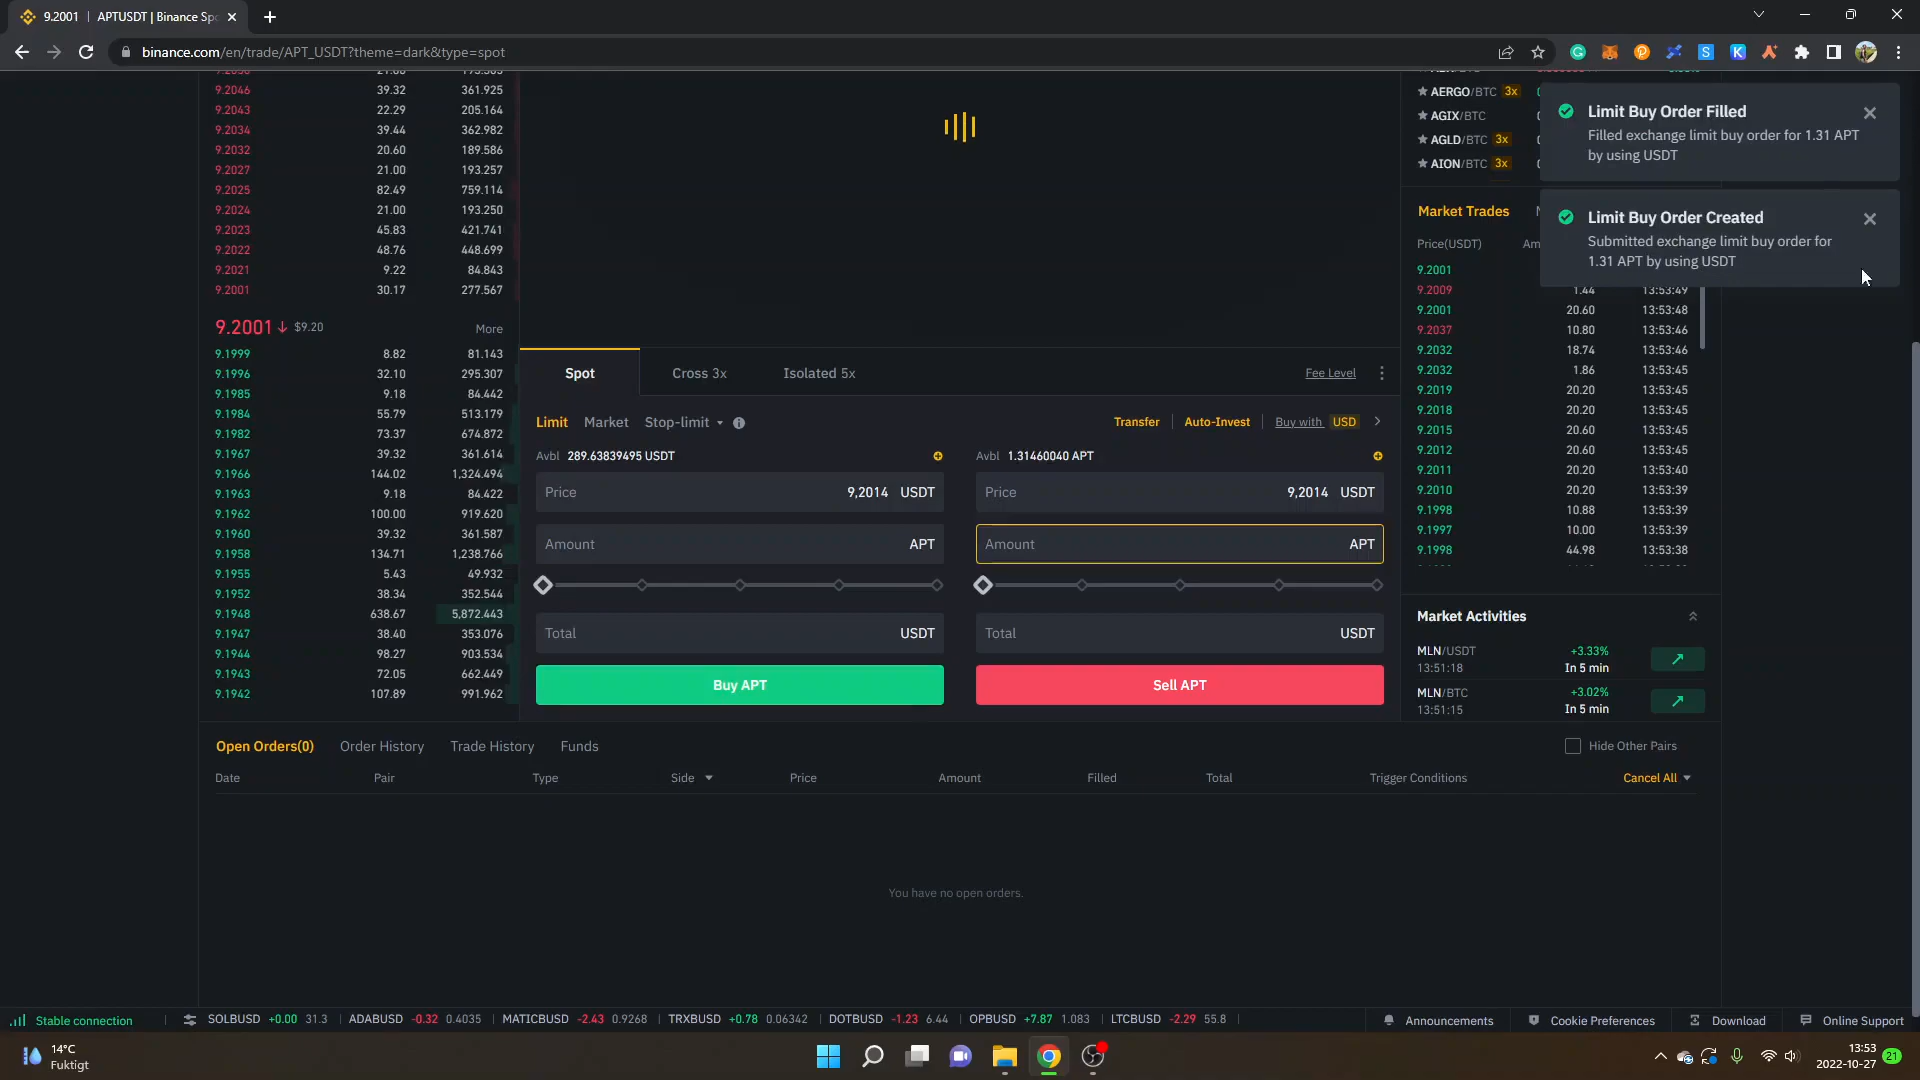 9.2001 | APTUSDT | Binance Spo
binance.com/en/trade/APT_USDT?theme=dark&type=spot
9.2046 39.32 361.925
9.2043 22.29 205.164
9.2034 39.44 362.982
9.2032 20.60 189.586
9.2027 21.00 193.257
9.2025 82.49 759.114
9.2024 21.00 193.250
9.2023 45.83 421.741
9.2022 48.76 448.699
9.2021 9.22 84.843
9.2001 30.17 277.567
9.2001 $9.20 More
9.1999 8.82 81.143
9.1996 32.10 295.307
9.1985 9.18 84.442
9.1984 55.79 513.179
9.1982 73.37 674.872
9.1967 39.32 361.614
9.1966 144.02 1,324.494
9.1963 9.18 84.422
9.1962 100.00 919.620
9.1960 39.32 361.587
9.1958 134.71 1,238.766
9.1955 5.43 49.932
9.1952 38.34 352.544
9.1948 638.67 5,872.443
9.1947 38.40 353.076
9.1944 98.27 903.534
9.1943 72.05 662.449
9.1942 107.89 991.962
Spot Cross 3x Isolated 5x Fee Level
Limit Market Stop-limit Transfer Auto-Invest Buy with USD
Avbl 289.63839495 USDT Avbl 1.31460040 APT
Price 9,2014 USDT Price 9,2014 USDT
Amount APT Amount APT
Total USDT Total USDT
Buy APT Sell APT
AERGO/BTC 3x
AGIX/BTC
AGLD/BTC 3x
AION/BTC 3x
Limit Buy Order Filled
Filled exchange limit buy order for 1.31 APT
by using USDT
Limit Buy Order Created
Submitted exchange limit buy order for
1.31 APT by using USDT
Market Trades
Price(USDT) Am
9.2001
9.2009 1.44 13:53:49
9.2001 20.60 13:53:48
9.2037 10.80 13:53:46
9.2032 18.74 13:53:46
9.2032 1.86 13:53:45
9.2019 20.20 13:53:45
9.2018 20.20 13:53:45
9.2015 20.60 13:53:45
9.2012 20.60 13:53:45
9.2011 20.20 13:53:40
9.2010 20.20 13:53:39
9.1998 10.88 13:53:39
9.1997 10.00 13:53:39
9.1998 44.98 13:53:38
Market Activities
MLN/USDT +3.33%
13:51:18 In 5 min
MLN/BTC +3.02%
13:51:15 In 5 min
Open Orders(0) Order History Trade History Funds Hide Other Pairs
Date Pair Type Side Price Amount Filled Total Trigger Conditions Cancel All
You have no open orders.
Stable connection SOLBUSD +0.00 31.3 ADABUSD -0.32 0.4035 MATICBUSD -2.43 0.9268 TRXBUSD +0.78 0.06342 DOTBUSD -1.23 6.44 OPBUSD +7.87 1.083 LTCBUSD -2.29 55.8 Announcements Cookie Preferences Download Online Support
14°C
Fuktigt
13:53
2022-10-27
21